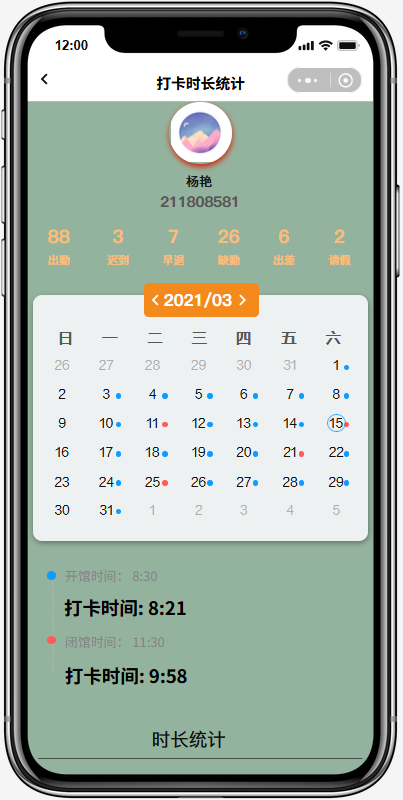 12:00
打卡时长统计
杨艳
211808581
88 3 7 26 6 2
出勤 迟到 早退 缺勤 出差 请假
2021/03
日 一 二 三 四 五 六
26 27 28 29 30 31 1
2 3 4 5 6 7 8
9 10 11 12 13 14 15
16 17 18 19 20 21 22
23 24 25 26 27 28 29
30 31 1 2 3 4 5
开馆时间： 8:30
打卡时间: 8:21
闭馆时间： 11:30
打卡时间: 9:58
时长统计